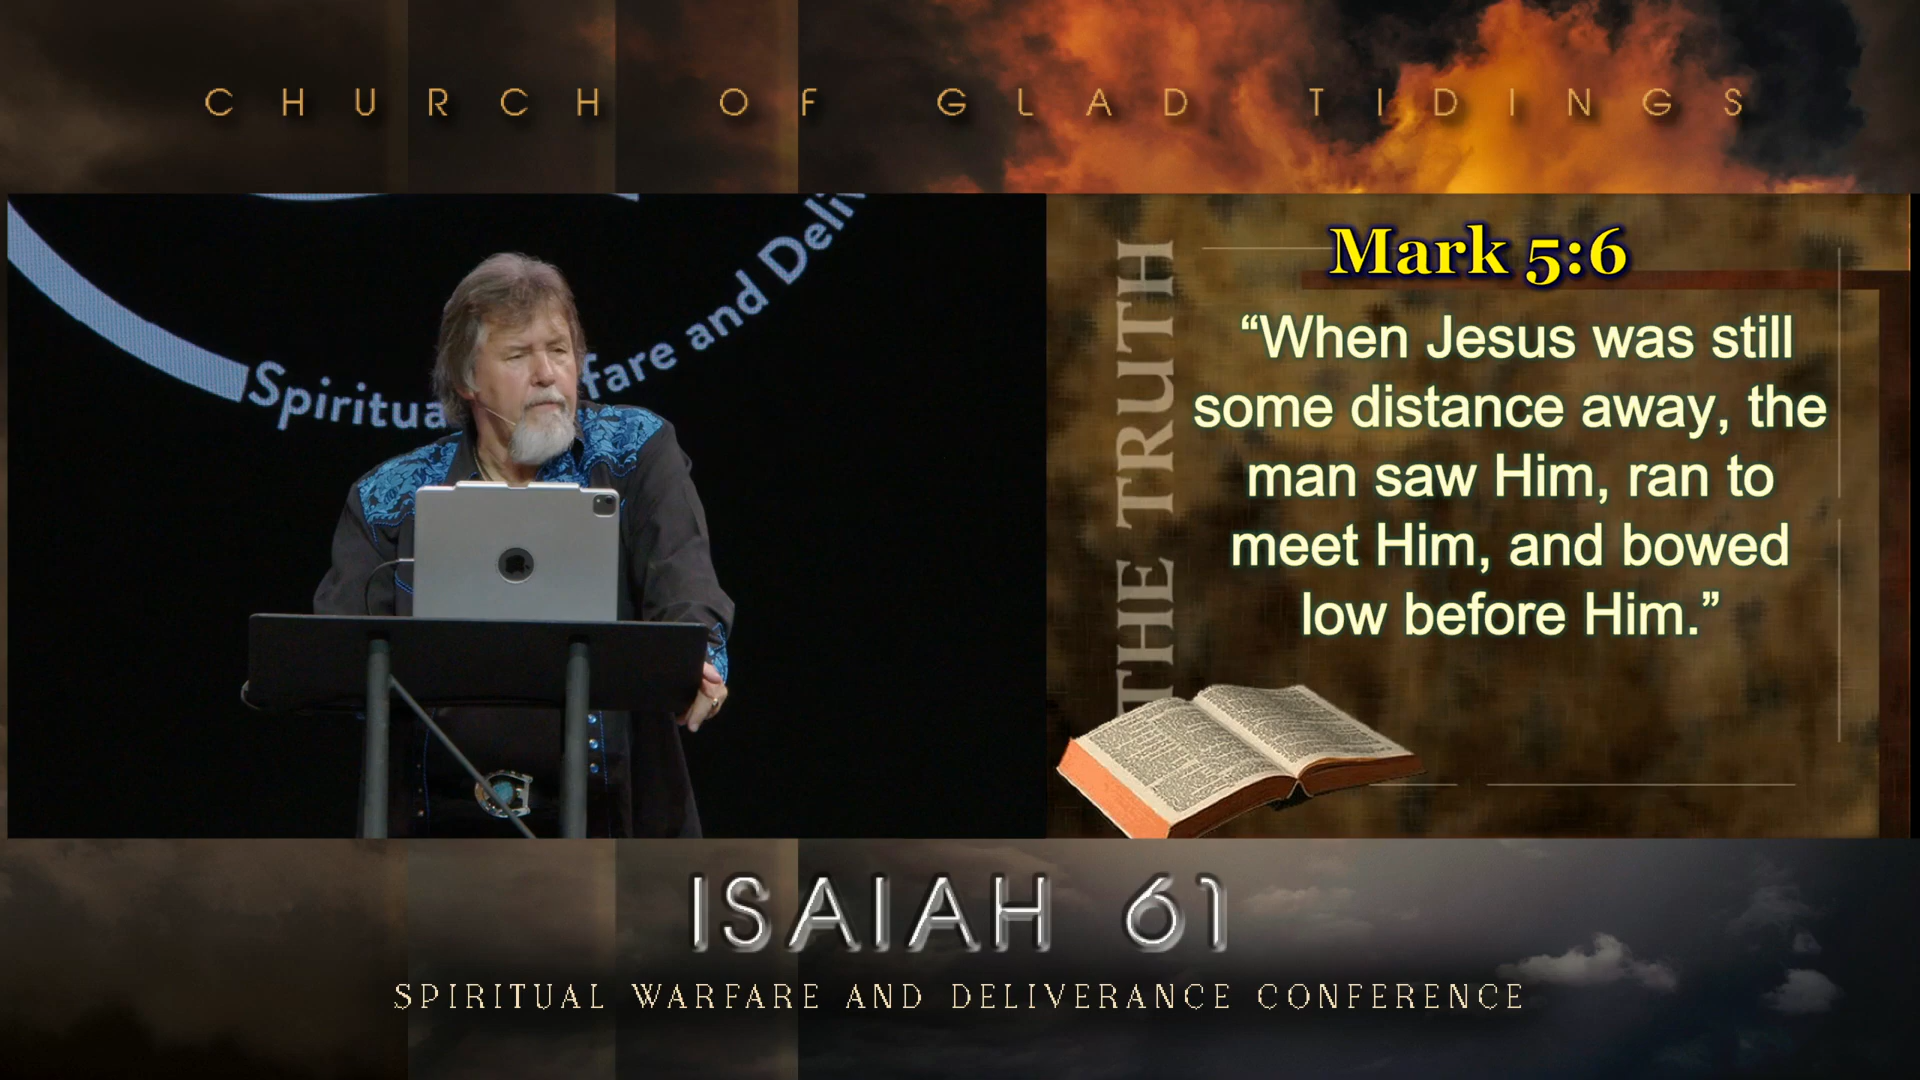 CHURCH OF GLAD TIDINGS
Spiritua fare and Deli
THE TRUTH
Mark 5:6
“When Jesus was still
some distance away, the
man saw Him, ran to
meet Him, and bowed
low before Him.”
ISAIAH 61
SPIRITUAL WARFARE AND DELIVERANCE CONFERENCE